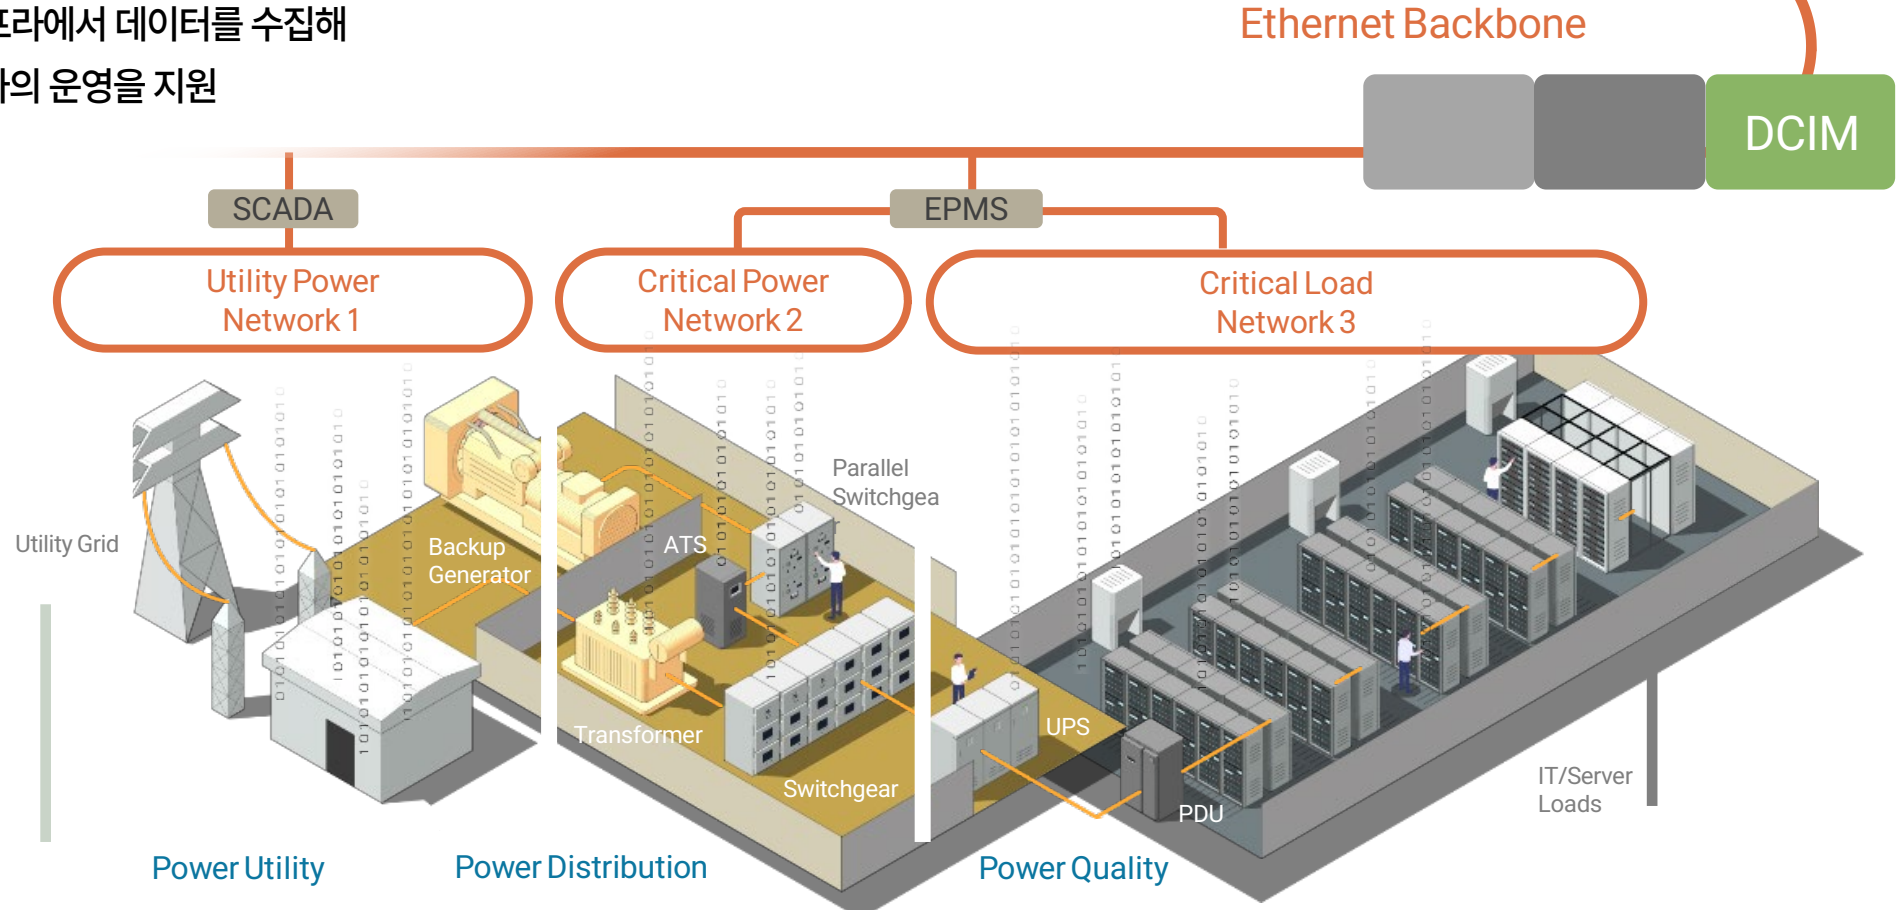 프라에서 데이터를 수집해
의 운영을 지원
Ethernet Backbone
DCIM
SCADA
EPMS
Utility Power
Network 1
Critical Power
Network 2
Critical Load
Network 3
Parallel
Switchgea
Utility Grid
Backup
Generator
ATS
Transformer
Switchgear
UPS
PDU
IT/Server
Loads
Power Utility
Power Distribution
Power Quality